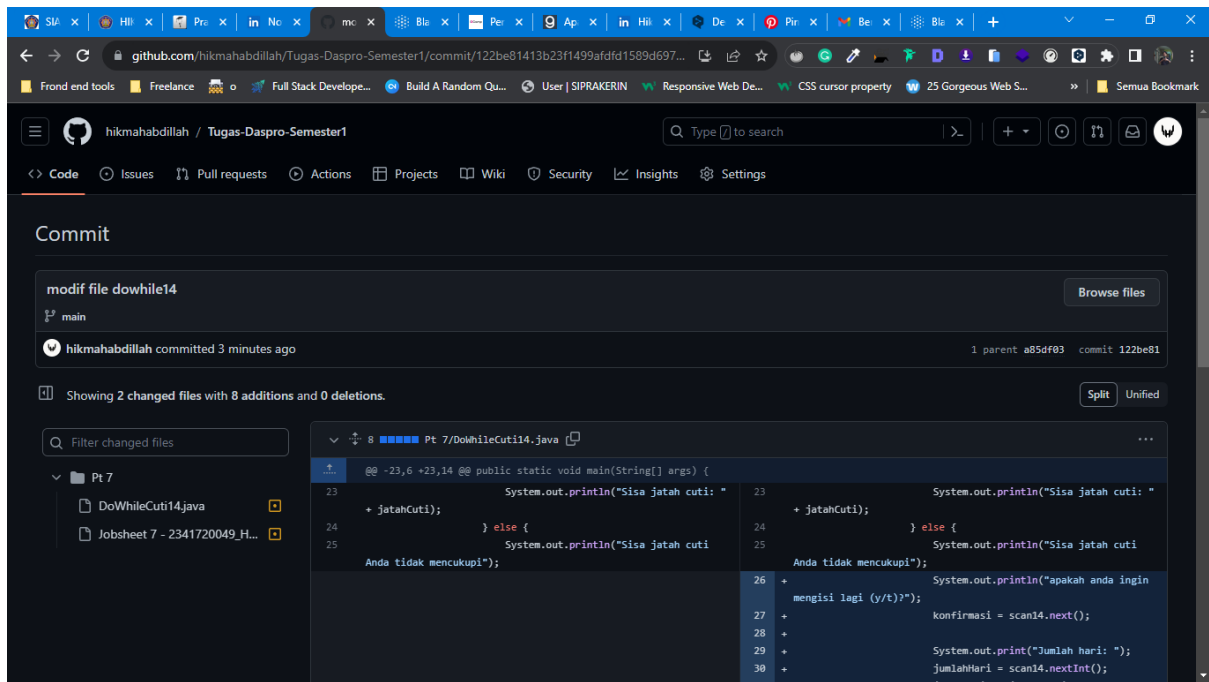 SIA
HIK
Pra
in No
mo
Bla
Per
Ap
in Hik
De
Pin
Be
Bla
github.com/hikmahabdillah/Tugas-Daspro-Semester1/commit/122be81413b23f1499afdfd1589d697...
Frond end tools
Freelance
o
Full Stack Develope...
Build A Random Qu...
User | SIPRAKERIN
Responsive Web De...
CSS cursor property
25 Gorgeous Web S...
»
Semua Bookmark
hikmahabdillah / Tugas-Daspro-Semester1
Type / to search
<> Code
Issues
Pull requests
Actions
Projects
Wiki
Security
Insights
Settings
Commit
modif file dowhile14
Browse files
main
hikmahabdillah committed 3 minutes ago
1 parent a85df03 commit 122be81
Showing 2 changed files with 8 additions and 0 deletions.
Split Unified
Filter changed files
Pt 7
DoWhileCuti14.java
Jobsheet 7 - 2341720049_H...
8 Pt 7/DoWhileCuti14.java
@@ -23,6 +23,14 @@ public static void main(String[] args) {
23 System.out.println("Sisa jatah cuti: "
+ jatahCuti);
24 } else {
25 System.out.println("Sisa jatah cuti
Anda tidak mencukupi");
23 System.out.println("Sisa jatah cuti: "
+ jatahCuti);
24 } else {
25 System.out.println("Sisa jatah cuti
Anda tidak mencukupi");
26 + System.out.println("apakah anda ingin
mengisi lagi (y/t)?");
27 + konfirmasi = scan14.next();
28 +
29 + System.out.print("Jumlah hari: ");
30 + jumlahHari = scan14.nextInt();